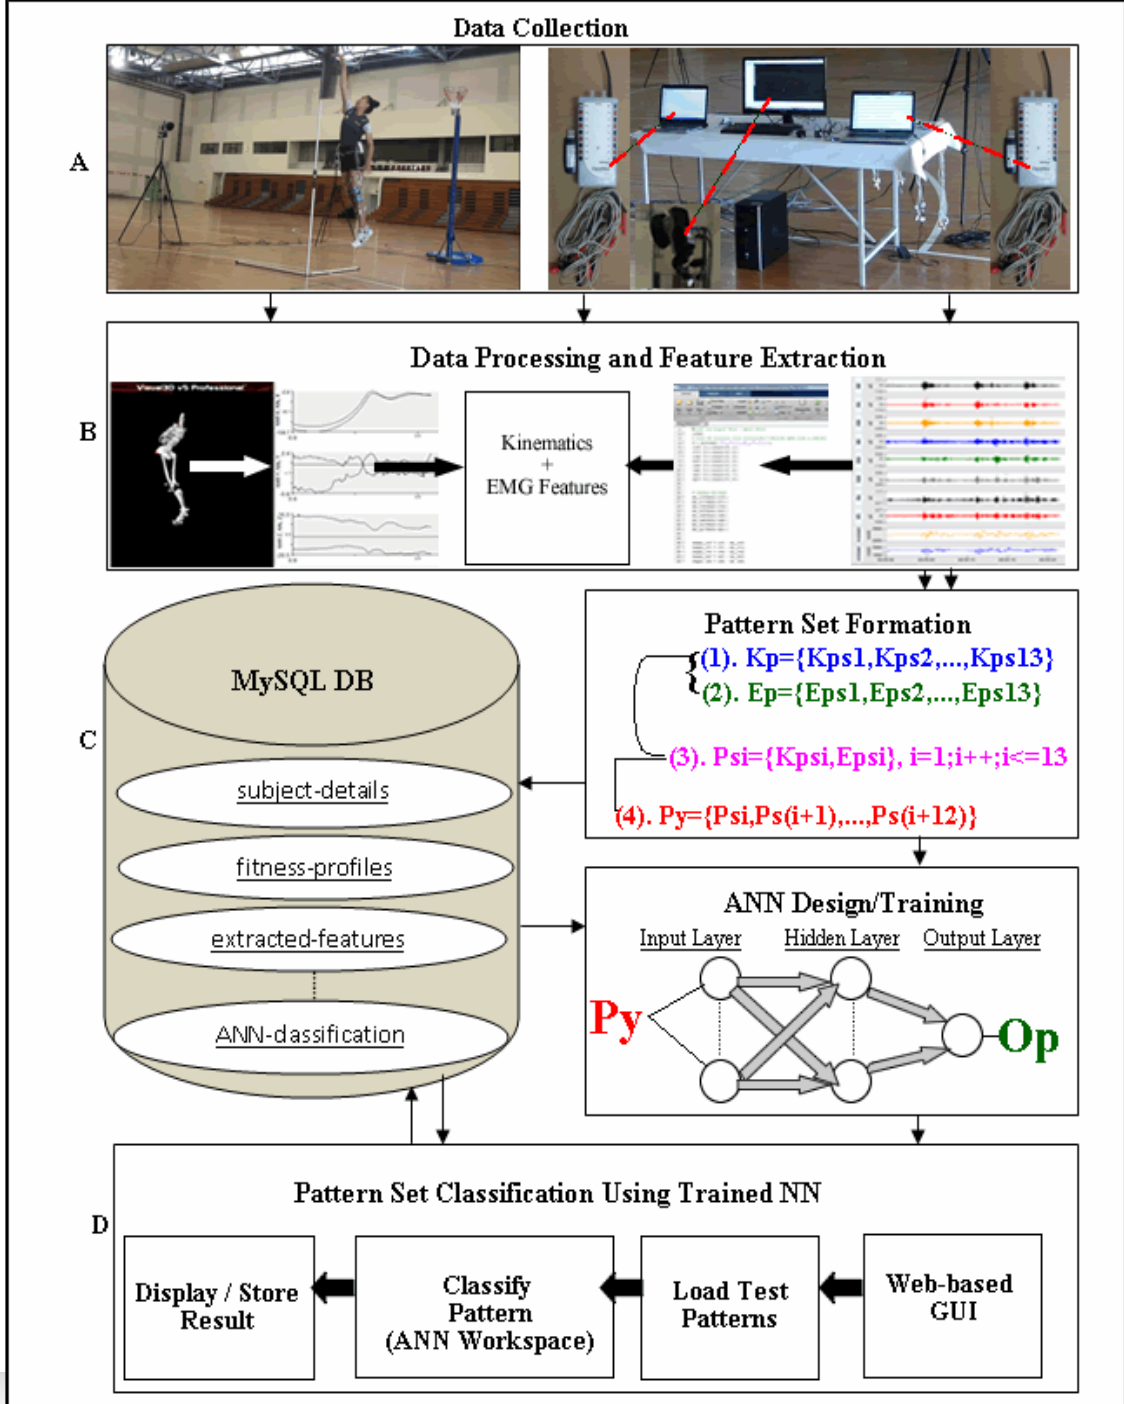 Data Collection
A
Data Processing and Feature Extraction
Visual3D v5 Professional
B
Kinematics
+
EMG Features
Pattern Set Formation
(1). Kp={Kps1,Kps2,...,Kps13}
(2). Ep={Eps1,Eps2,...,Eps13}
(3). Psi={Kpsi,Epsi}, i=1;i++;i<=13
(4). Py={Psi,Ps(i+1),...,Ps(i+12)}
MySQL DB
C
subject-details
fitness-profiles
extracted-features
ANN-classification
ANN Design/Training
Input Layer Hidden Layer Output Layer
Py
Op
Pattern Set Classification Using Trained NN
D
Display / Store
Result
Classify
Pattern
(ANN Workspace)
Load Test
Patterns
Web-based
GUI